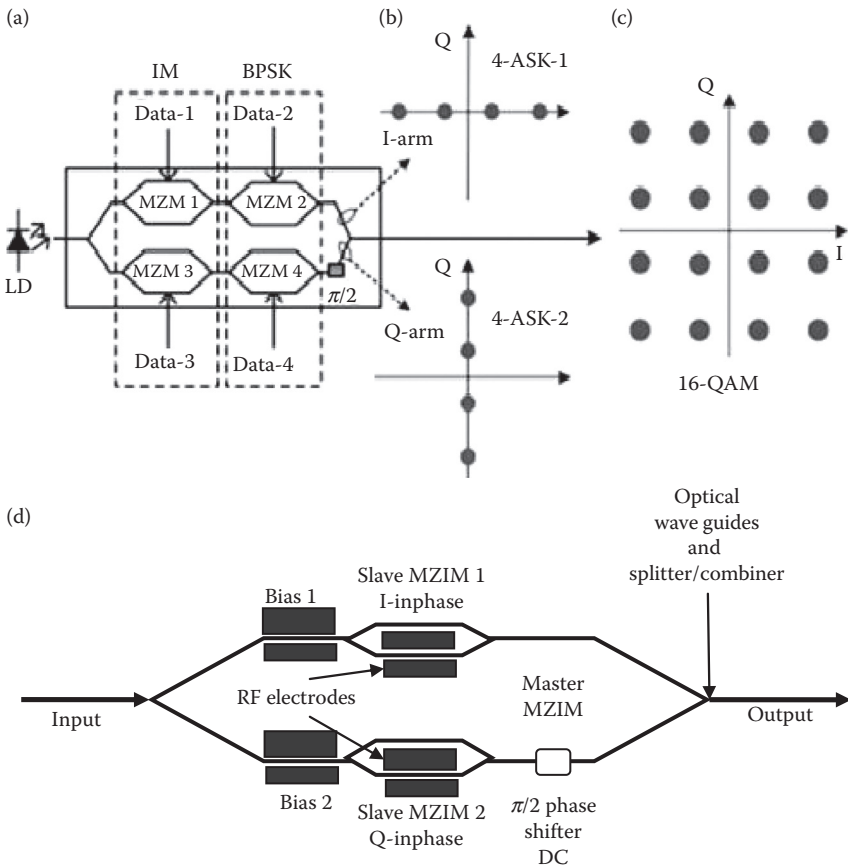 (a)
IM
BPSK
Data-1
Data-2
MZM 1
MZM 2
MZM 3
MZM 4
LD
π/2
Data-3
Data-4
I-arm
Q-arm
(b)
Q
4-ASK-1
Q
4-ASK-2
(c)
Q
I
16-QAM
(d)
Optical
wave guides
and
splitter/combiner
Slave MZIM 1
I-inphase
Bias 1
RF electrodes
Master
MZIM
Input
Output
Bias 2
Slave MZIM 2
Q-inphase
π/2 phase
shifter
DC